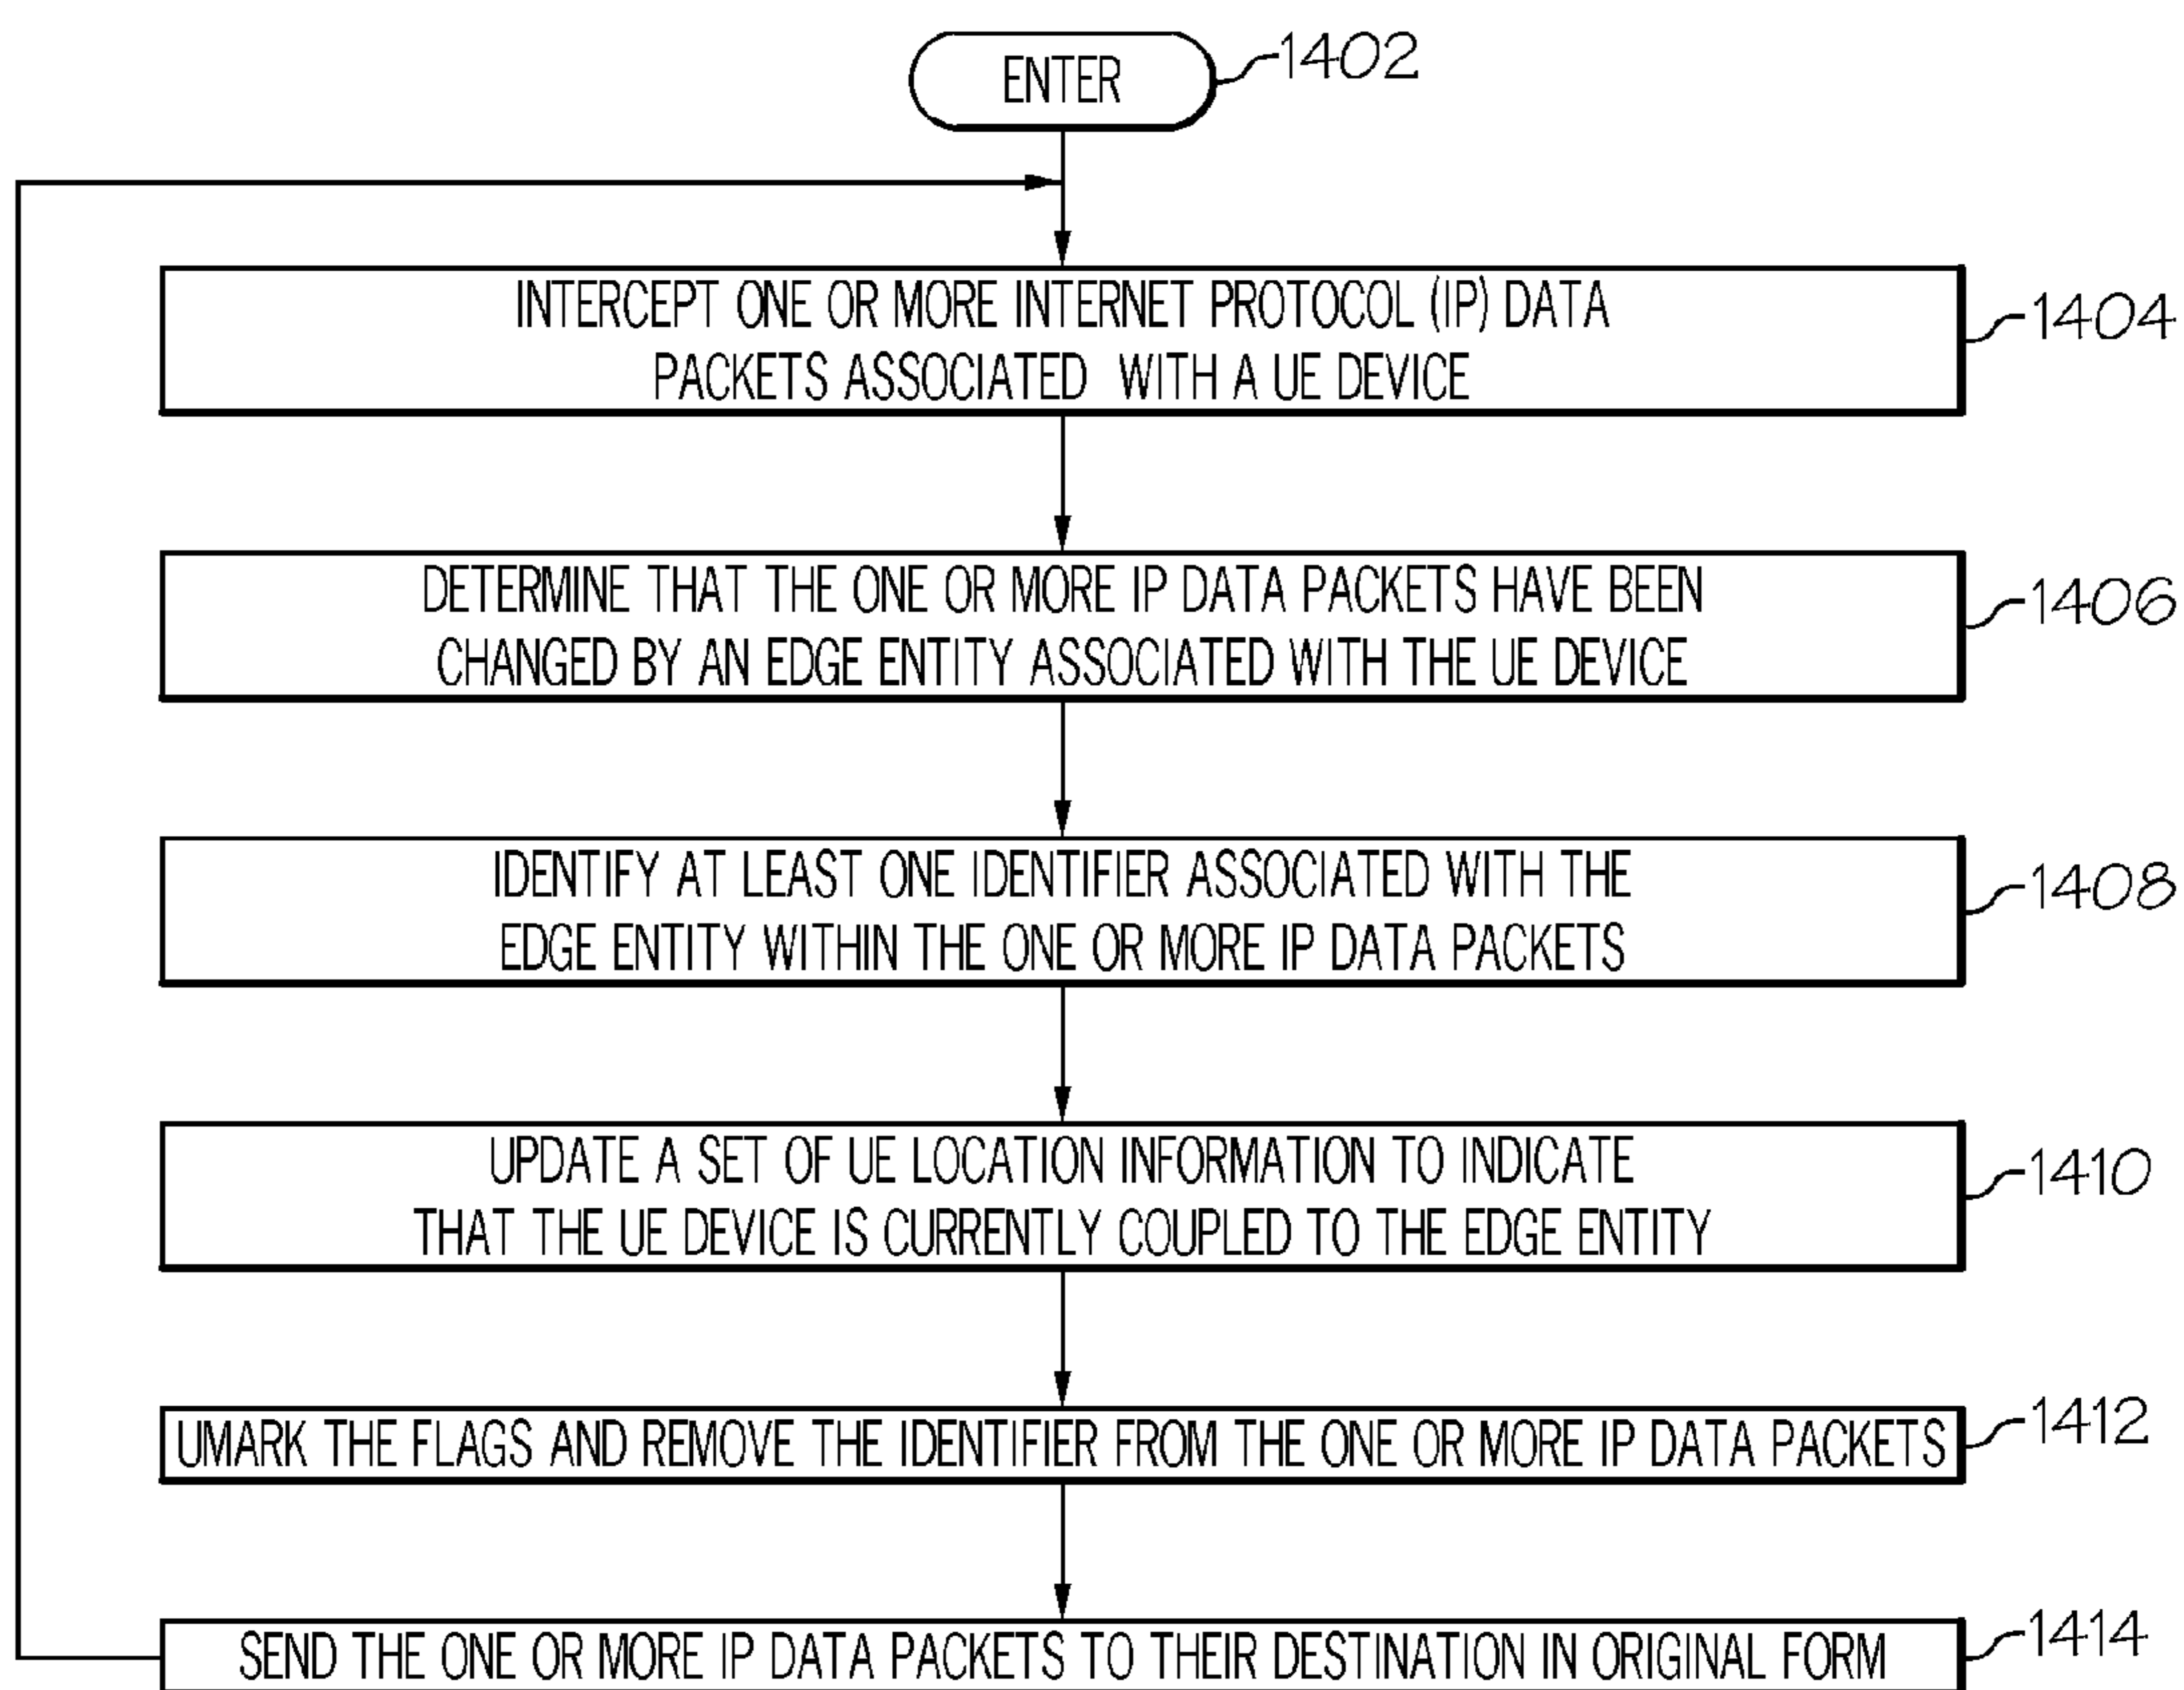 ENTER
1402
INTERCEPT ONE OR MORE INTERNET PROTOCOL (IP) DATA
PACKETS ASSOCIATED WITH A UE DEVICE
1404
DETERMINE THAT THE ONE OR MORE IP DATA PACKETS HAVE BEEN
CHANGED BY AN EDGE ENTITY ASSOCIATED WITH THE UE DEVICE
1406
IDENTIFY AT LEAST ONE IDENTIFIER ASSOCIATED WITH THE
EDGE ENTITY WITHIN THE ONE OR MORE IP DATA PACKETS
1408
UPDATE A SET OF UE LOCATION INFORMATION TO INDICATE
THAT THE UE DEVICE IS CURRENTLY COUPLED TO THE EDGE ENTITY
1410
UMARK THE FLAGS AND REMOVE THE IDENTIFIER FROM THE ONE OR MORE IP DATA PACKETS
1412
SEND THE ONE OR MORE IP DATA PACKETS TO THEIR DESTINATION IN ORIGINAL FORM
1414